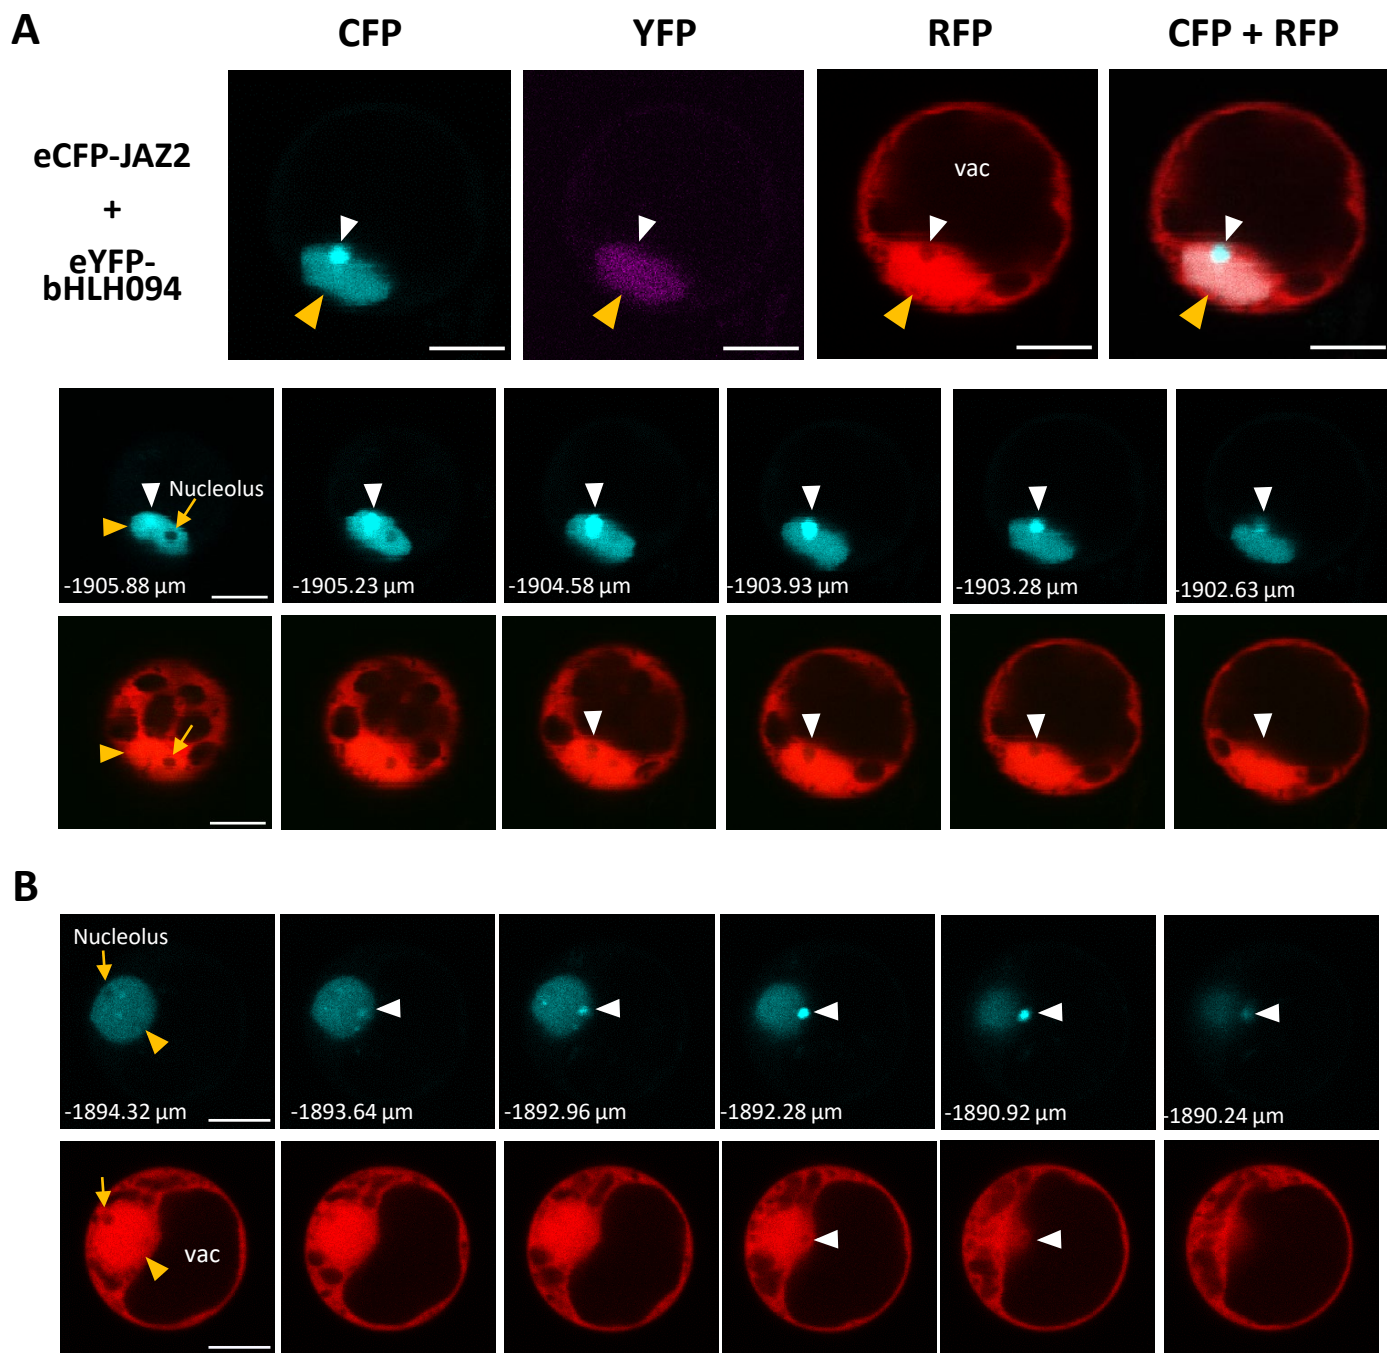 A
CFP
YFP
RFP
CFP + RFP
eCFP-JAZ2
+
eYFP-
bHLH094
vac
Nucleolus
-1905.88 µm
-1905.23 µm
-1904.58 µm
-1903.93 µm
-1903.28 µm
-1902.63 µm
B
Nucleolus
-1894.32 µm
-1893.64 µm
-1892.96 µm
-1892.28 µm
-1890.92 µm
-1890.24 µm
vac